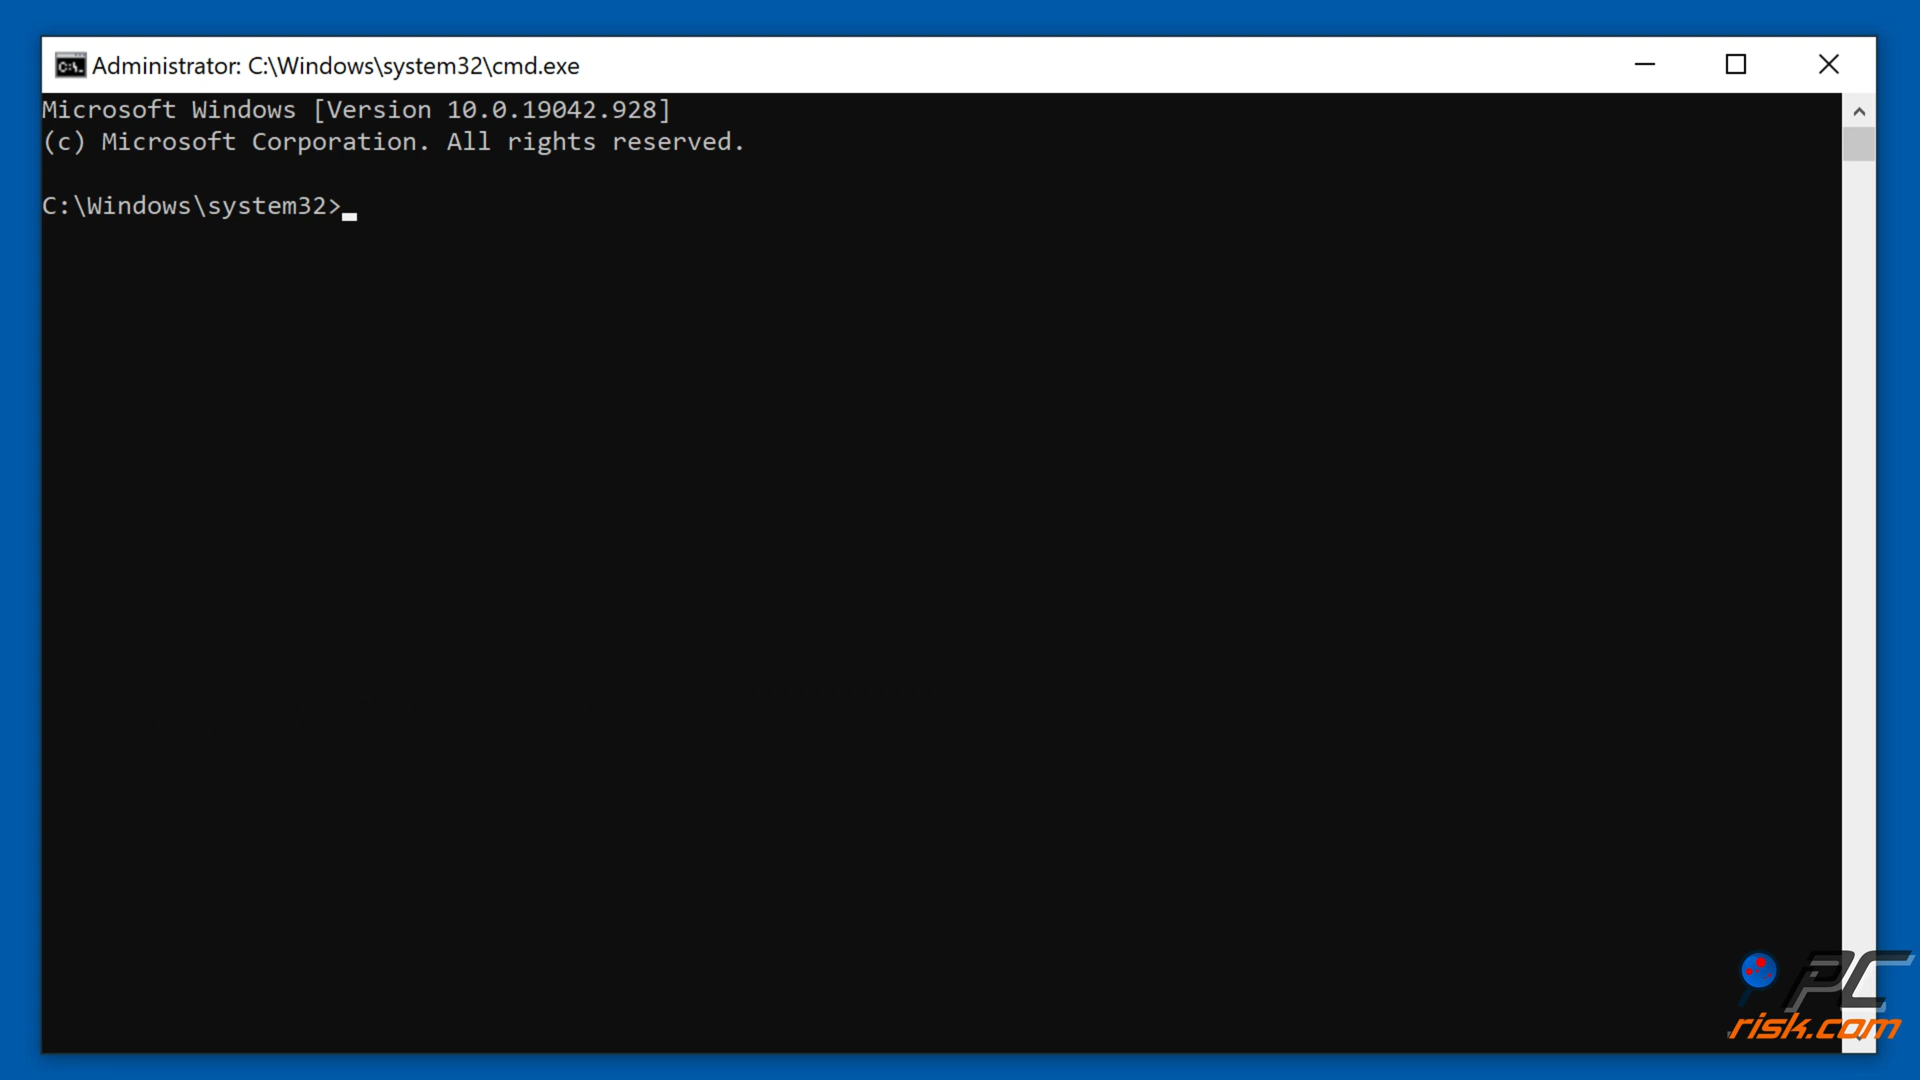 Administrator: C:\Windows\system32\cmd.exe
Microsoft Windows [Version 10.0.19042.928]
(c) Microsoft Corporation. All rights reserved.
C:\Windows\system32>
PC
risk.com